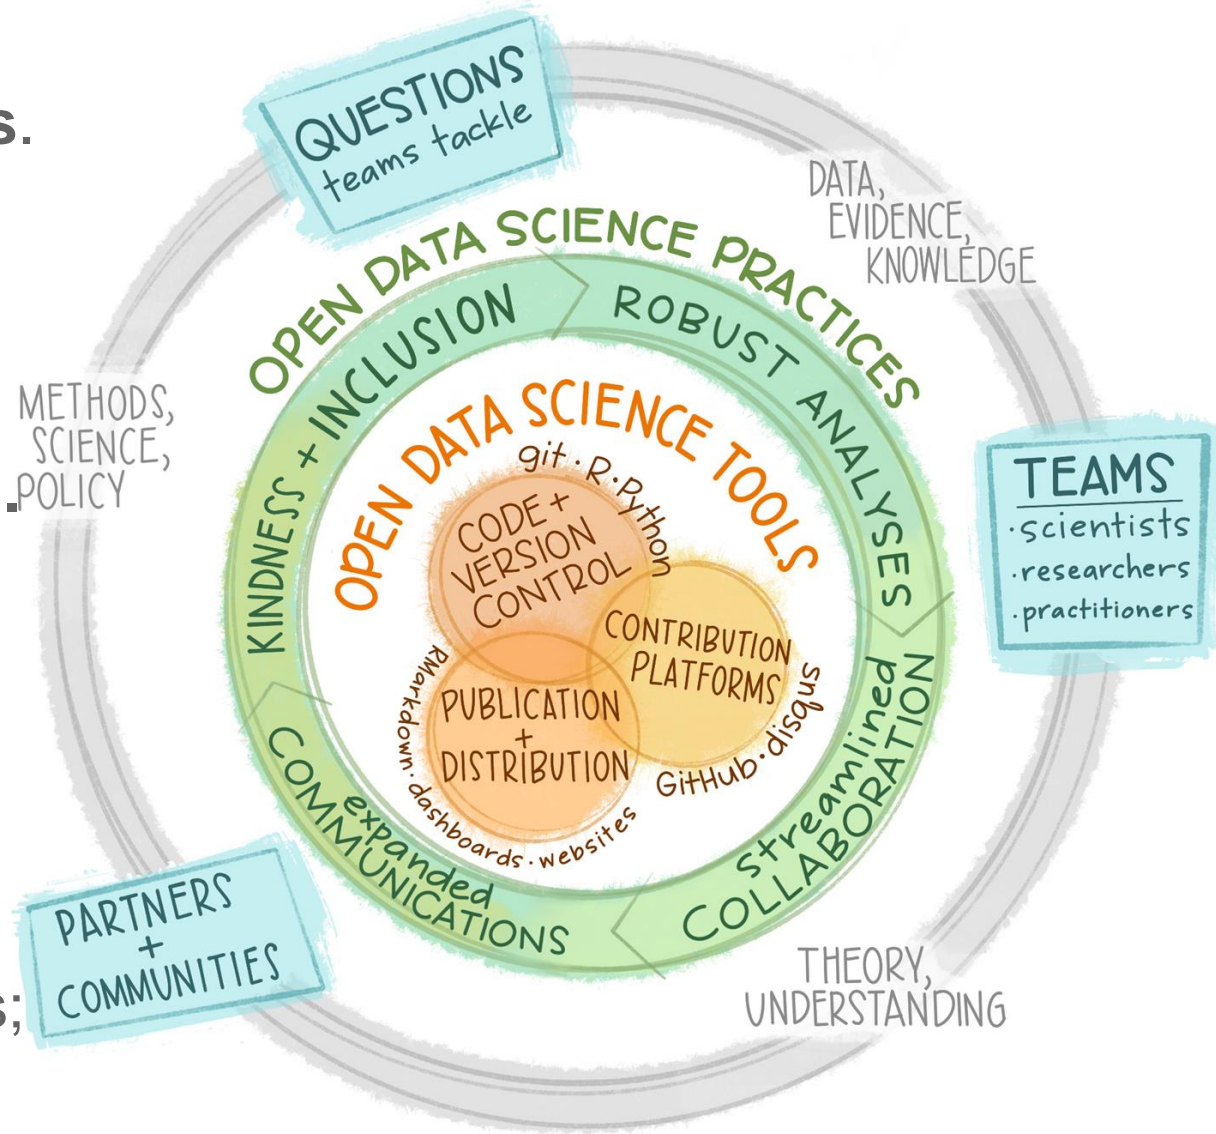 s.
QUESTIONS
teams tackle
DATA,
EVIDENCE,
KNOWLEDGE
METHODS,
SCIENCE,
POLICY
.
TEAMS
·scientists
·researchers
·practitioners
PARTNERS
+
COMMUNITIES
s;
THEORY,
UNDERSTANDING
OPEN DATA SCIENCE PRACTICES
KINDNESS + INCLUSION
ROBUST ANALYSES
streamlined
COLLABORATION
expanded
COMMUNICATIONS
OPEN DATA SCIENCE TOOLS
git · R · Python
CODE +
VERSION
CONTROL
CONTRIBUTION
PLATFORMS
GitHub · disqus
PUBLICATION
+
DISTRIBUTION
RMarkdown · dashboards · websites